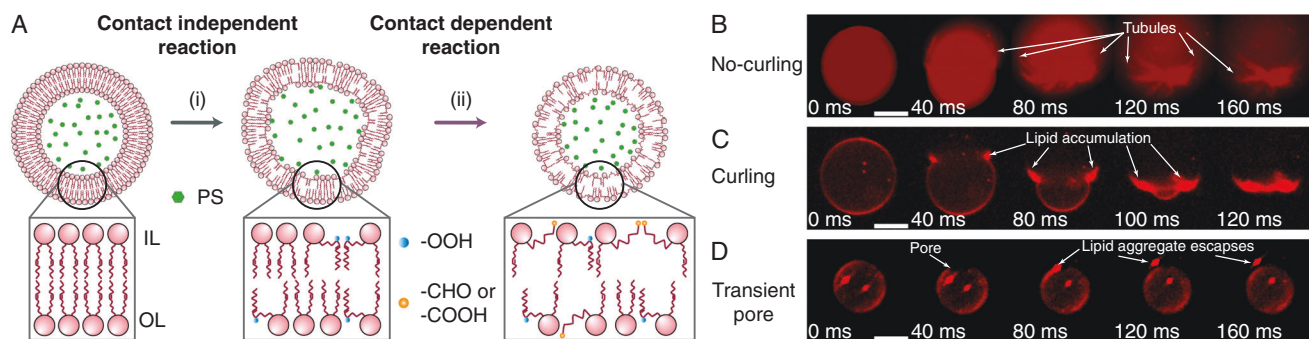 A
Contact independent
reaction
Contact dependent
reaction
(i)
(ii)
PS
IL
OL
-OOH
-CHO or
-COOH
B
No-curling
Tubules
0 ms
40 ms
80 ms
120 ms
160 ms
C
Curling
Lipid accumulation
0 ms
40 ms
80 ms
100 ms
120 ms
D
Transient
pore
Pore
Lipid aggregate escapses
0 ms
40 ms
80 ms
120 ms
160 ms